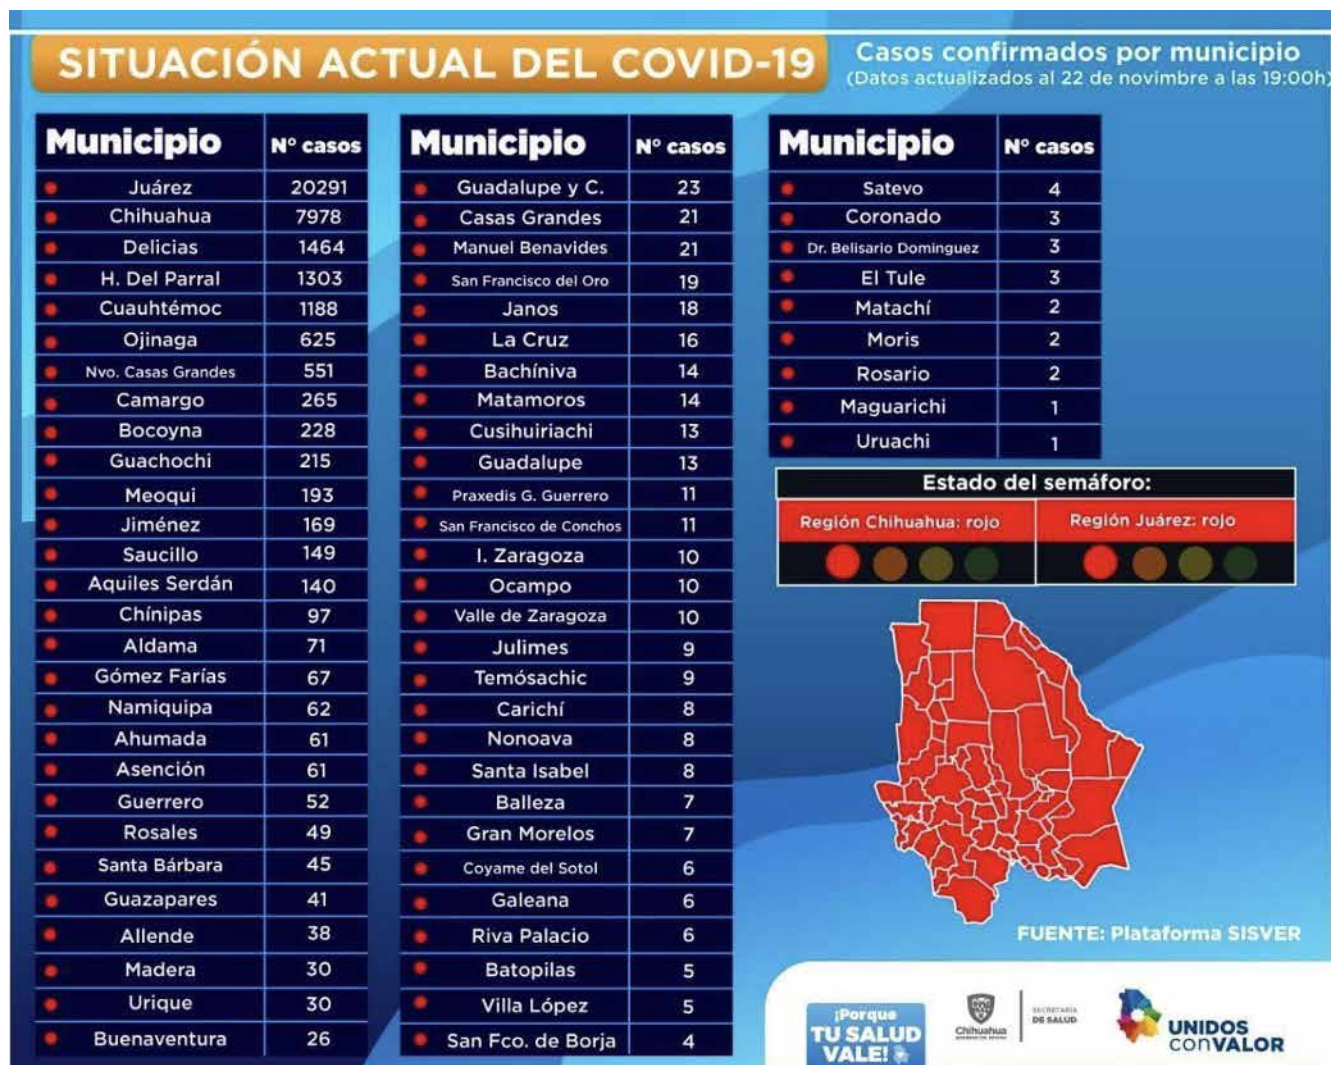 SITUACIÓN ACTUAL DEL COVID-19
Casos confirmados por municipio
(Datos actualizados al 22 de novimbre a las 19:00h)
Municipio N° casos
Juárez 20291
Chihuahua 7978
Delicias 1464
H. Del Parral 1303
Cuauhtémoc 1188
Ojinaga 625
Nvo. Casas Grandes 551
Camargo 265
Bocoyna 228
Guachochi 215
Meoqui 193
Jiménez 169
Saucillo 149
Aquiles Serdán 140
Chínipas 97
Aldama 71
Gómez Farías 67
Namiquipa 62
Ahumada 61
Asención 61
Guerrero 52
Rosales 49
Santa Bárbara 45
Guazapares 41
Allende 38
Madera 30
Urique 30
Buenaventura 26
Municipio N° casos
Guadalupe y C. 23
Casas Grandes 21
Manuel Benavides 21
San Francisco del Oro 19
Janos 18
La Cruz 16
Bachíniva 14
Matamoros 14
Cusihuiriachi 13
Guadalupe 13
Praxedis G. Guerrero 11
San Francisco de Conchos 11
I. Zaragoza 10
Ocampo 10
Valle de Zaragoza 10
Julimes 9
Temósachic 9
Carichí 8
Nonoava 8
Santa Isabel 8
Balleza 7
Gran Morelos 7
Coyame del Sotol 6
Galeana 6
Riva Palacio 6
Batopilas 5
Villa López 5
San Fco. de Borja 4
Municipio N° casos
Satevo 4
Coronado 3
Dr. Belisario Dominguez 3
El Tule 3
Matachí 2
Moris 2
Rosario 2
Maguarichi 1
Uruachi 1
Estado del semáforo:
Región Chihuahua: rojo
Región Juárez: rojo
FUENTE: Plataforma SISVER
¡Porque
TU SALUD
VALE!
Chihuahua
SECRETARÍA
DE SALUD
UNIDOS
conVALOR